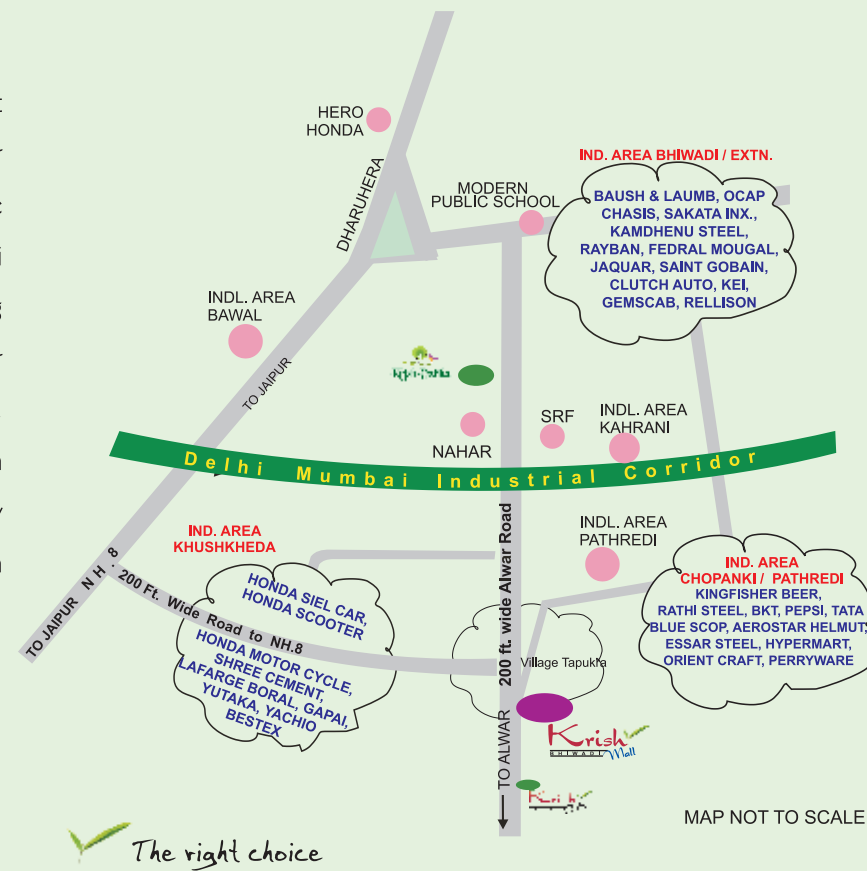 HERO
HONDA
IND. AREA BHIWADI / EXTN.
DHARUHERA
MODERN
PUBLIC SCHOOL
BAUSH & LAUMB, OCAP
CHASIS, SAKATA INX.,
KAMDHENU STEEL,
RAYBAN, FEDRAL MOUGAL,
JAQUAR, SAINT GOBAIN,
CLUTCH AUTO, KEI,
GEMSCAB, RELLISON
INDL. AREA
BAWAL
TO JAIPUR
NAHAR
SRF
INDL. AREA
KAHRANI
Delhi Mumbai Industrial Corridor
IND. AREA
KHUSHKHEDA
200 ft. wide Alwar Road
INDL. AREA
PATHREDI
TO JAIPUR N H . 8
200 Ft. Wide Road to NH.8
HONDA SIEL CAR,
HONDA SCOOTER
HONDA MOTOR CYCLE,
SHREE CEMENT,
LAFARGE BORAL, GAPAI,
YUTAKA, YACHIO
BESTEX
IND. AREA
CHOPANKI / PATHREDI
KINGFISHER BEER,
RATHI STEEL, BKT, PEPSI, TATA
BLUE SCOP, AEROSTAR HELMUT,
ESSAR STEEL, HYPERMART,
ORIENT CRAFT, PERRYWARE
Village Tapukra
Krish
BHIWADI Mall
TO ALWAR
Krish
MAP NOT TO SCALE
The right choice